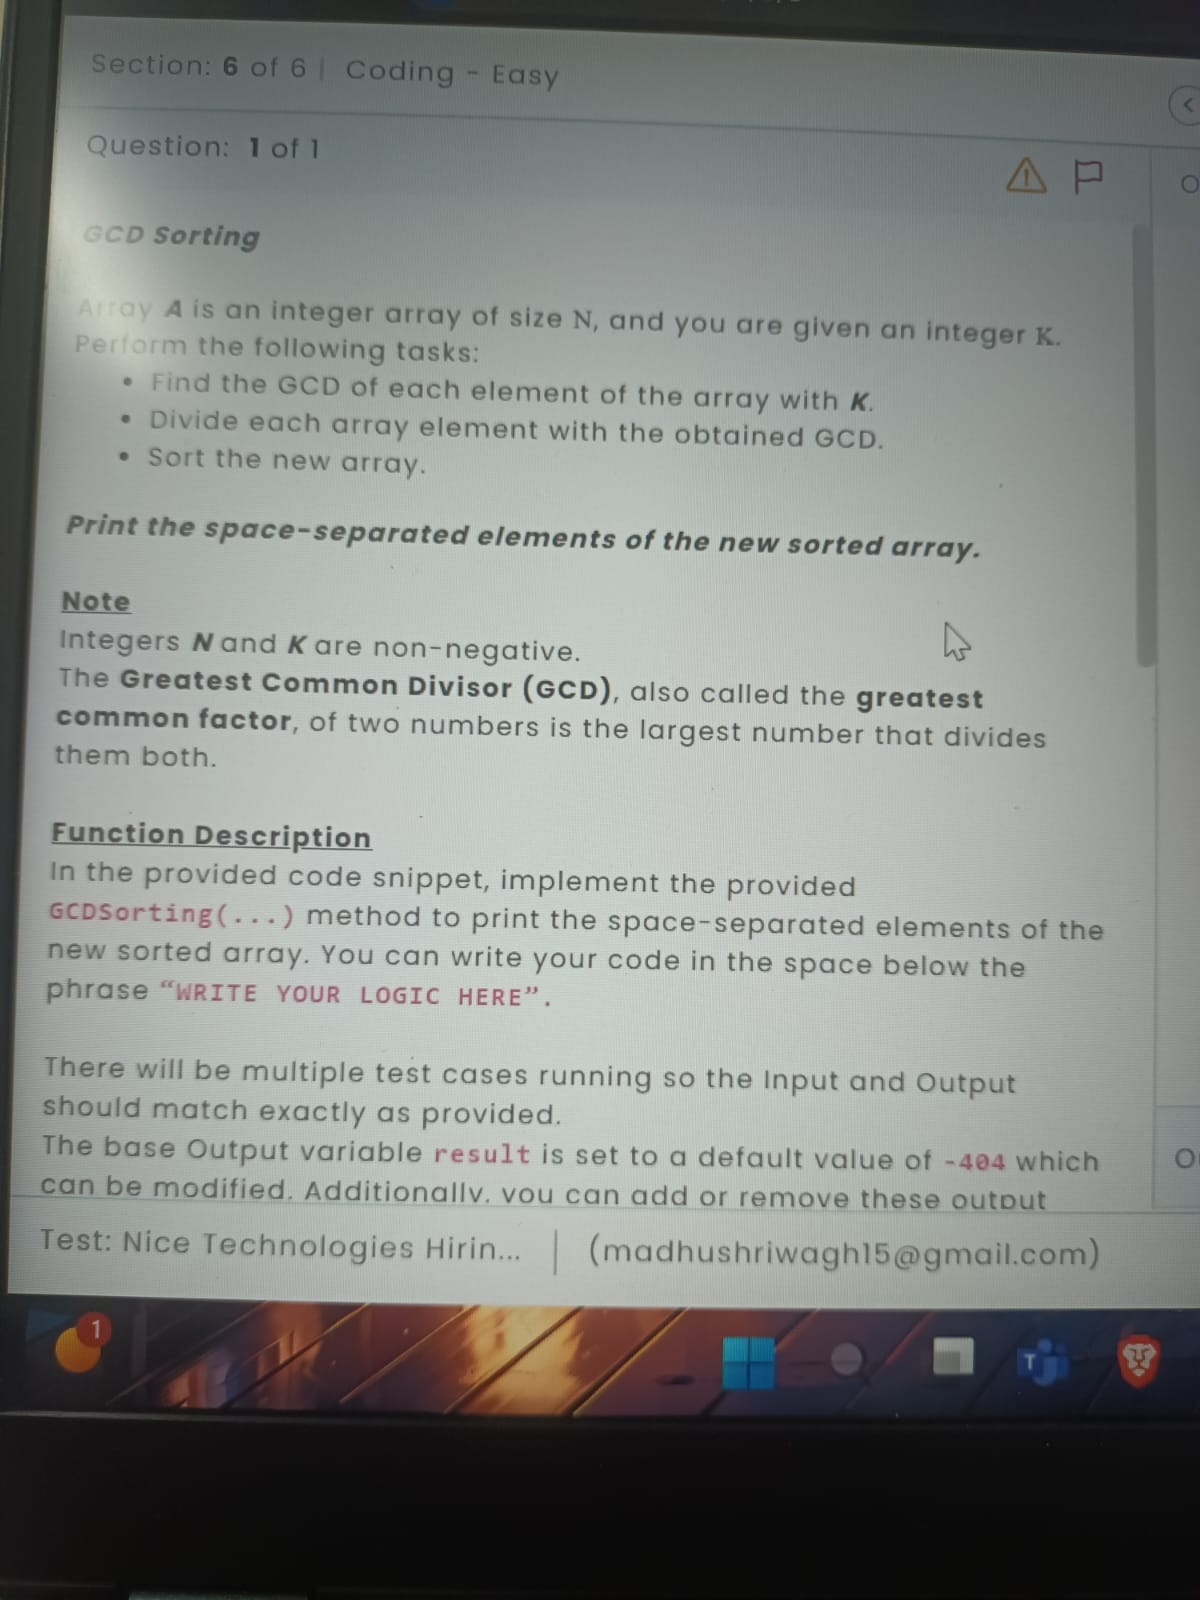 Section: 6 of 6 | Coding - Easy
Question: 1 of 1
GCD Sorting
Array A is an integer array of size N, and you are given an integer K.
Perform the following tasks:
• Find the GCD of each element of the array with K.
• Divide each array element with the obtained GCD.
• Sort the new array.
Print the space-separated elements of the new sorted array.
Note
Integers N and K are non-negative.
The Greatest Common Divisor (GCD), also called the greatest
common factor, of two numbers is the largest number that divides
them both.
Function Description
In the provided code snippet, implement the provided
GCDSorting(...) method to print the space-separated elements of the
new sorted array. You can write your code in the space below the
phrase “WRITE YOUR LOGIC HERE”.
There will be multiple test cases running so the Input and Output
should match exactly as provided.
The base Output variable result is set to a default value of -404 which
can be modified. Additionally, you can add or remove these output
Test: Nice Technologies Hirin... | (madhushriwagh15@gmail.com)
1
T